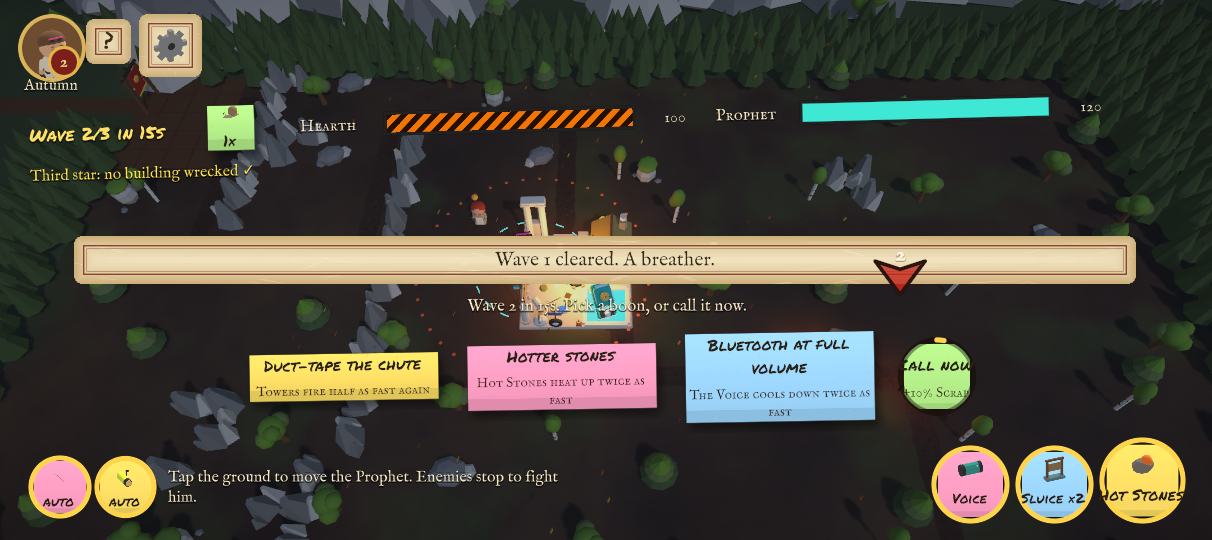 ?
2
Autumn
Wave 2/3 in 15s
1x
Hearth
100
Prophet
120
Third star: no building wrecked ✓
Wave 1 cleared. A breather.
2
Wave 2 in 15s. Pick a boon, or call it now.
Duct-tape the chute
Towers fire half as fast again
Hotter stones
Hot Stones heat up twice as
fast
Bluetooth at full
volume
The Voice cools down twice as
fast
Call now
+10% Scrap
AUTO
AUTO
Tap the ground to move the Prophet. Enemies stop to fight
him.
Voice
Sluice x2
Hot Stones